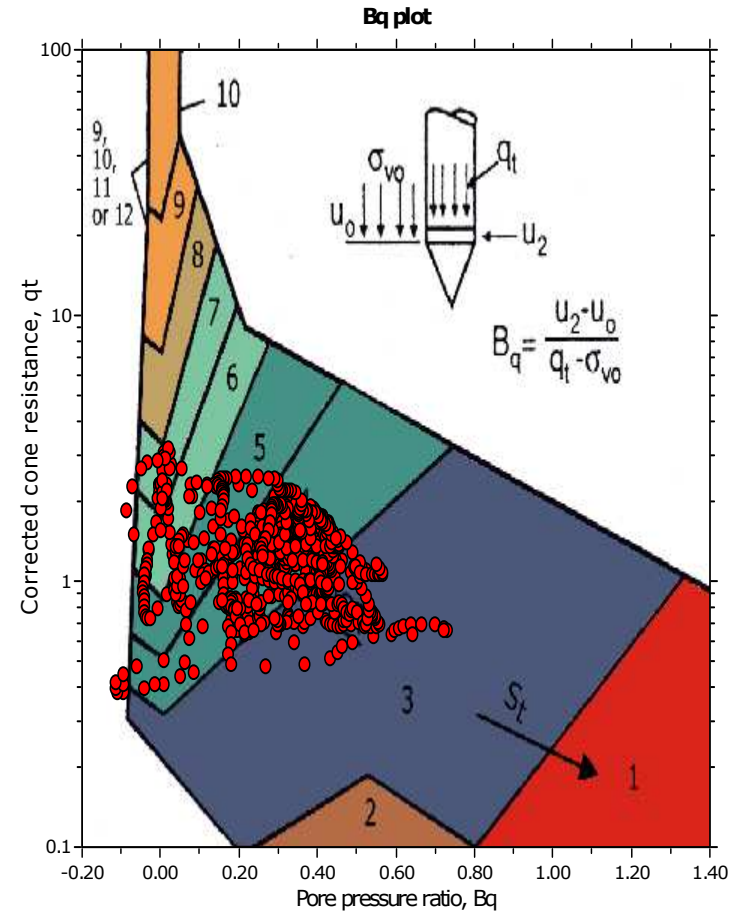 Bq plot
100
10
1
0.1
Corrected cone resistance, qt
10
9,
10,
11
or 12
9
8
7
6
5
3
2
1
St
σvo
qt
uo
u2
Bq= u2-uo
qt-σvo
-0.20 0.00 0.20 0.40 0.60 0.80 1.00 1.20 1.40
Pore pressure ratio, Bq